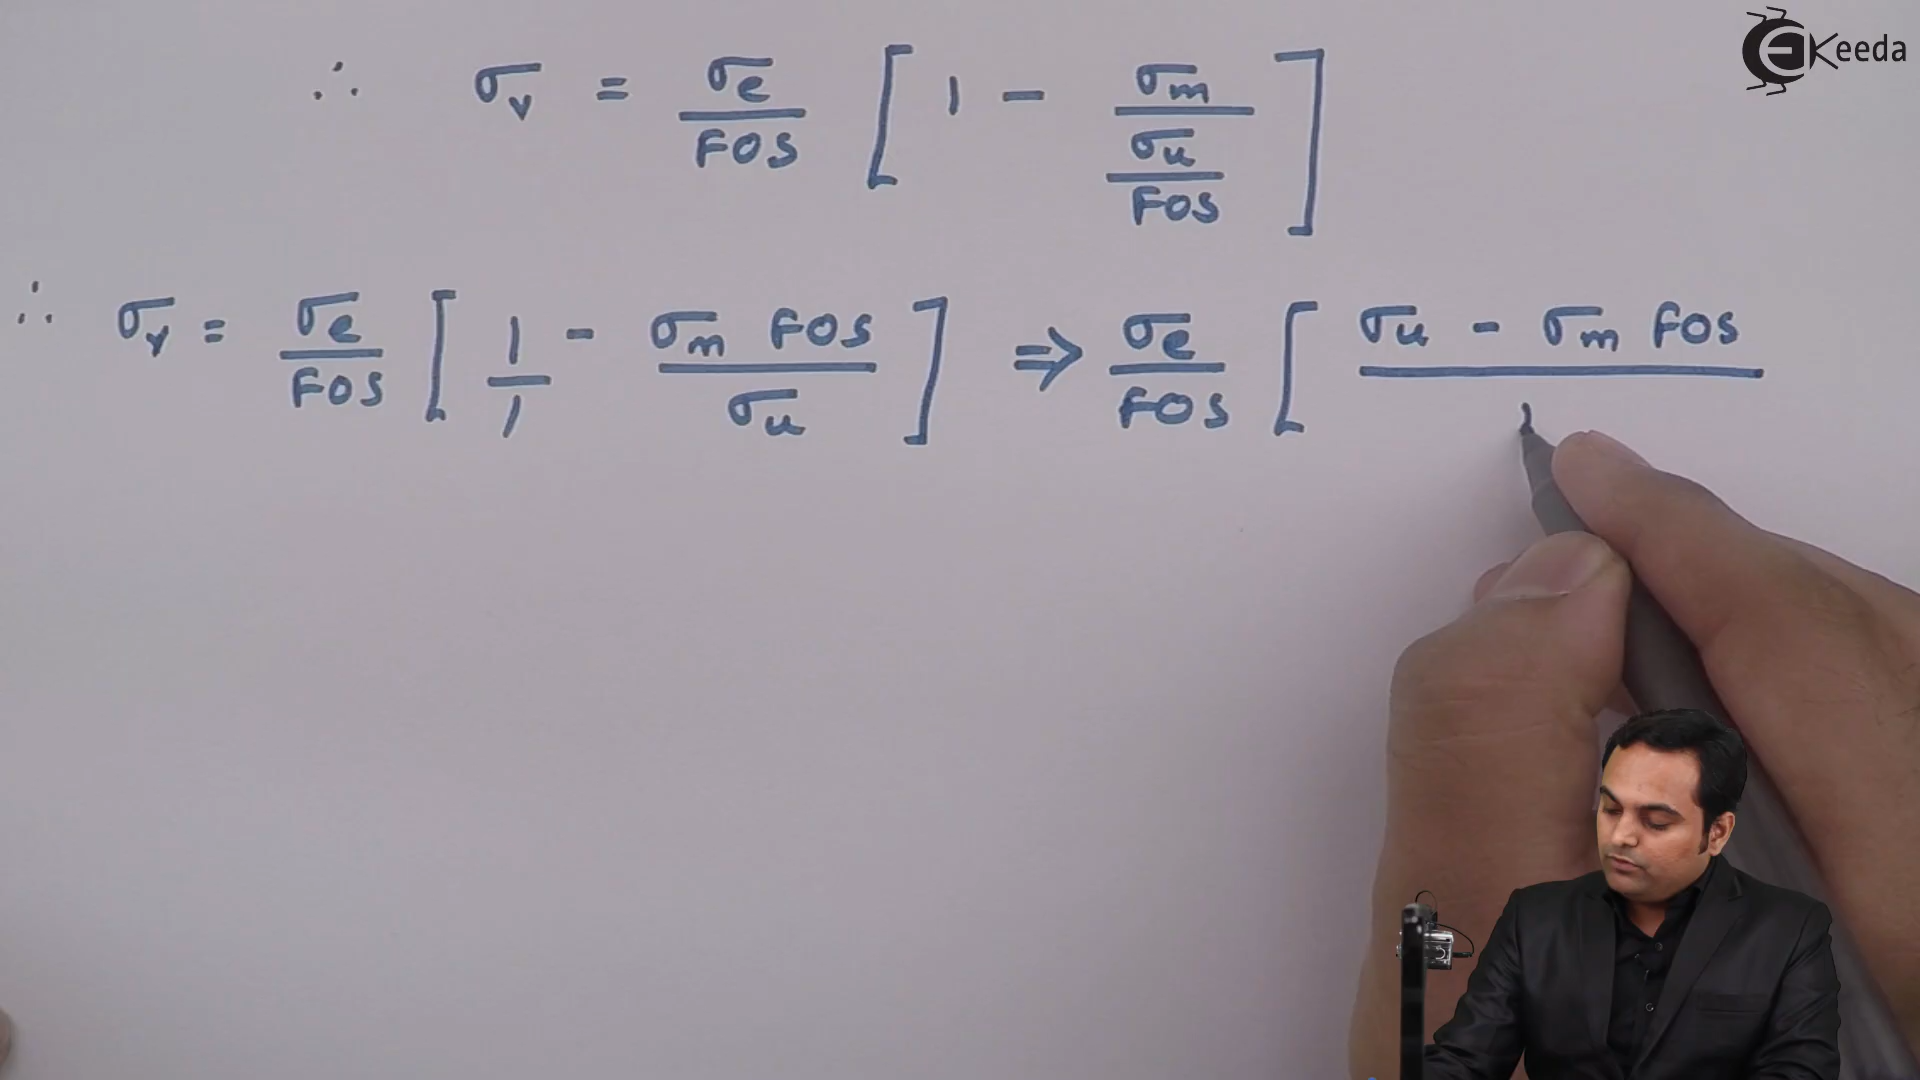 EKeeda
∴ σv = σe/FOS [ 1 - σm/(σu/FOS) ]
∴ σv = σe/FOS [ 1/1 - σm FOS/σu ] ⇒ σe/FOS [ σu - σm FOS